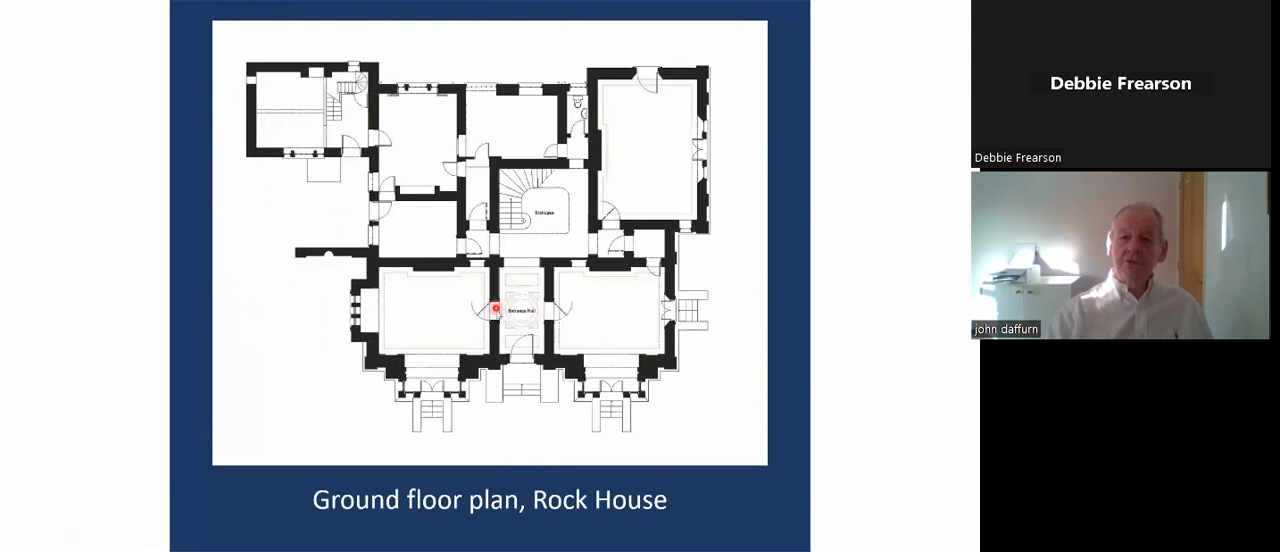 Staircase
Entrance Hall
Ground floor plan, Rock House
Debbie Frearson
Debbie Frearson
john daffurn